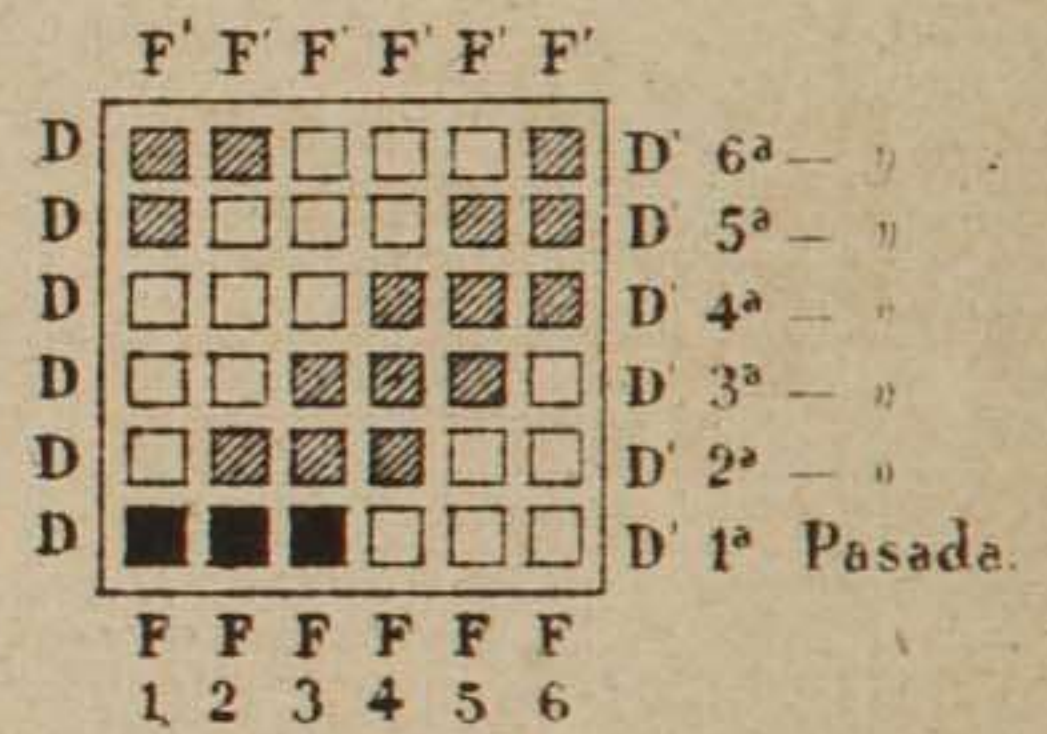 F' F' F' F' F' F'
D D' 6ª — "
D D' 5ª — "
D D' 4ª — "
D D' 3ª — "
D D' 2ª — "
D D' 1ª Pasada.
F F F F F F
1 2 3 4 5 6